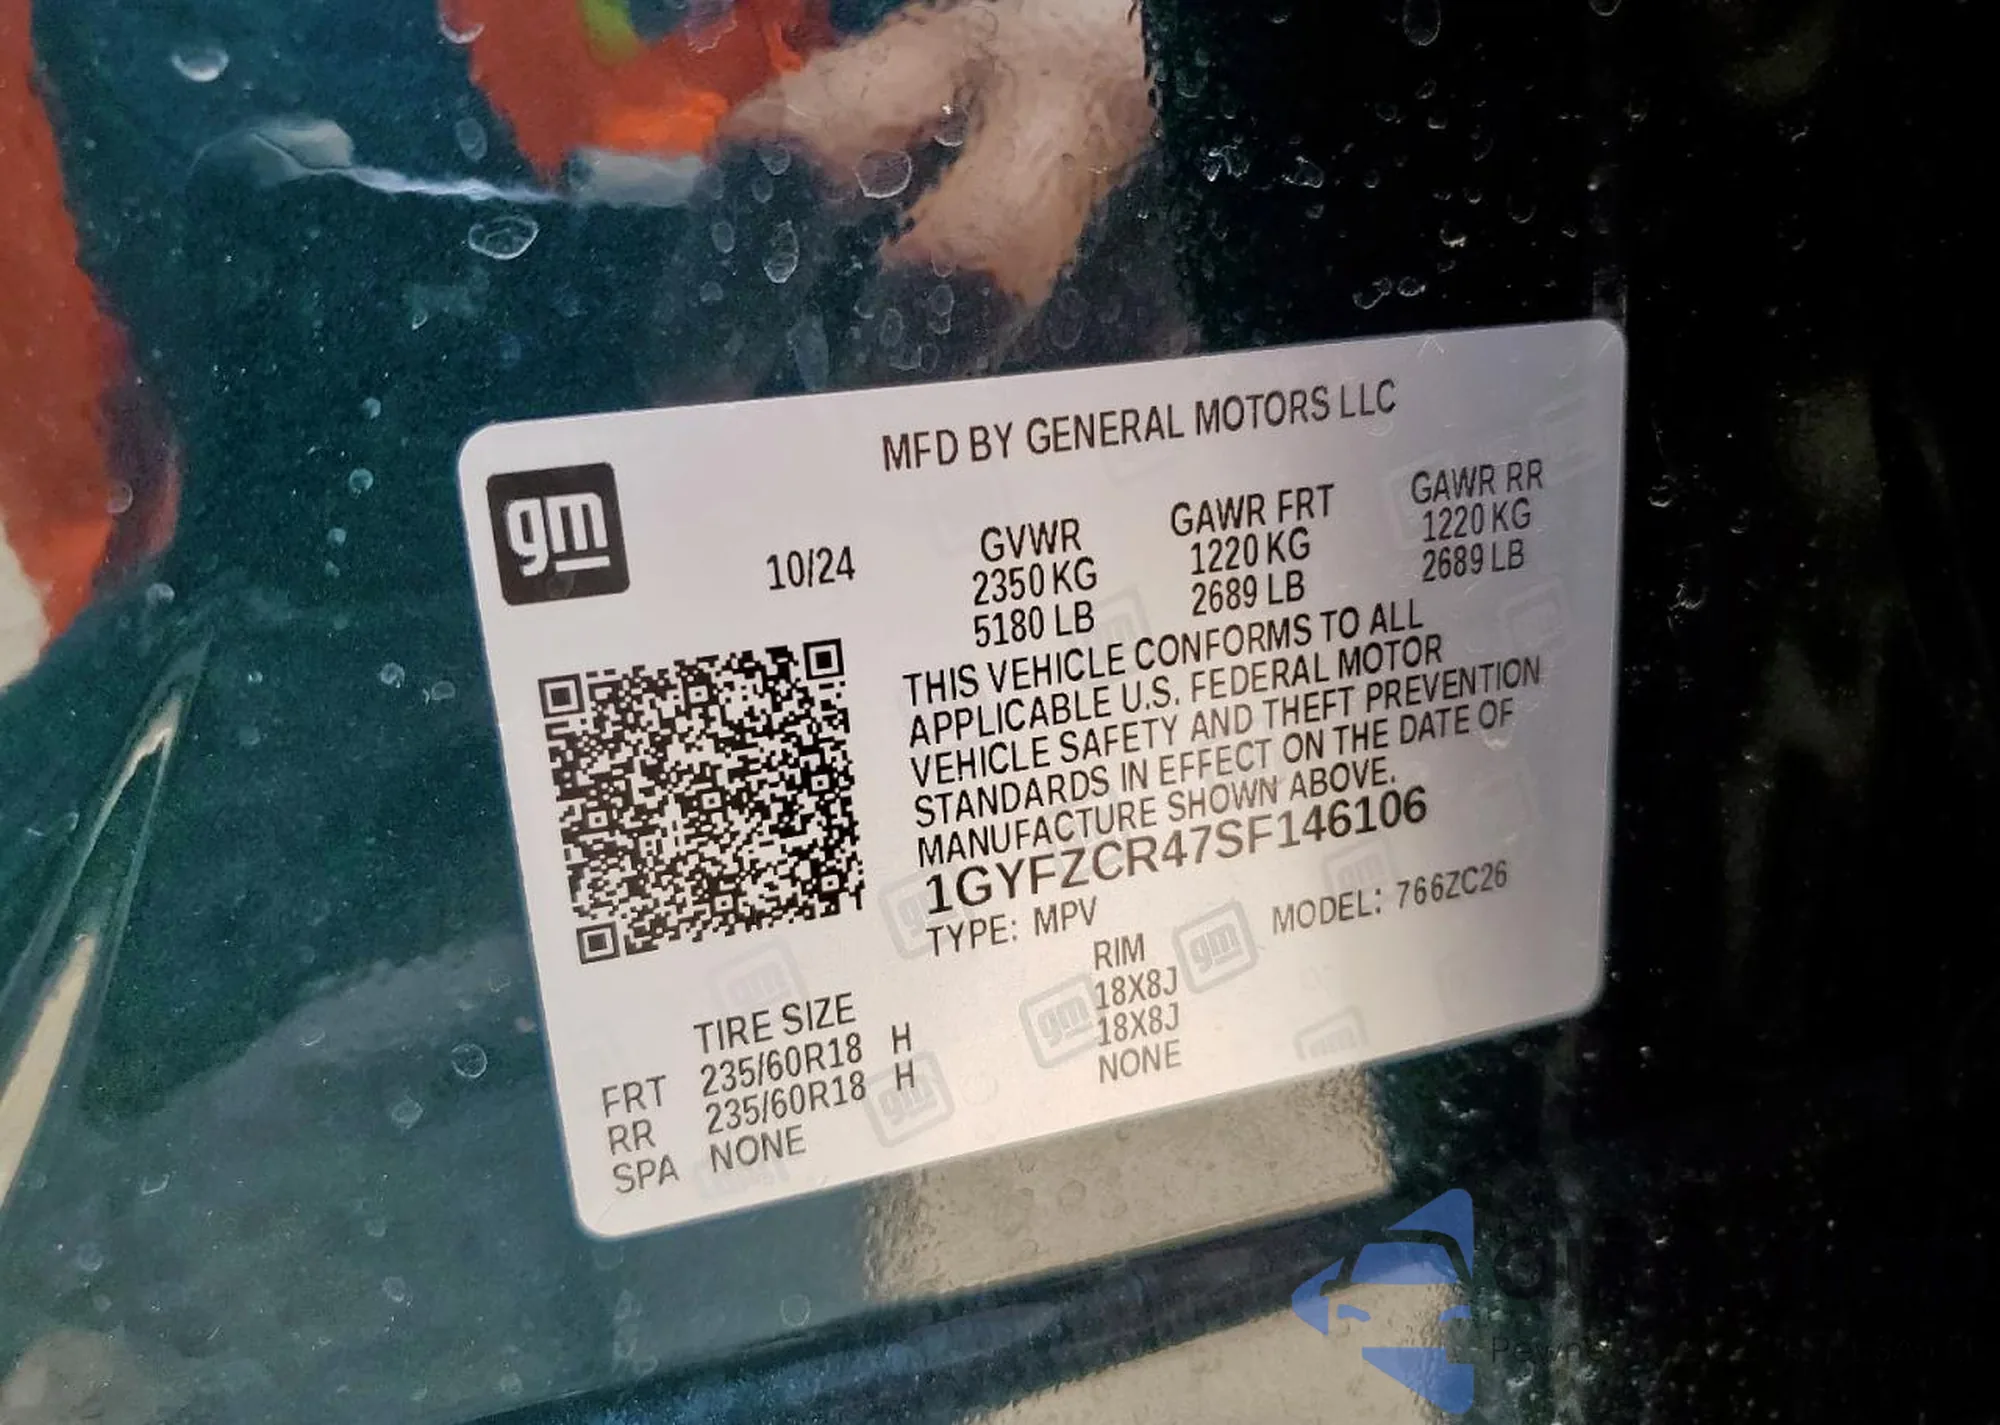 MFD BY GENERAL MOTORS LLC
gm
10/24
GVWR GAWR FRT GAWR RR
2350 KG 1220 KG 1220 KG
5180 LB 2689 LB 2689 LB
THIS VEHICLE CONFORMS TO ALL
APPLICABLE U.S. FEDERAL MOTOR
VEHICLE SAFETY AND THEFT PREVENTION
STANDARDS IN EFFECT ON THE DATE OF
MANUFACTURE SHOWN ABOVE.
1GYFZCR47SF146106
TYPE: MPV MODEL: 766ZC26
TIRE SIZE RIM
FRT 235/60R18 H 18X8J
RR 235/60R18 H 18X8J
SPA NONE NONE